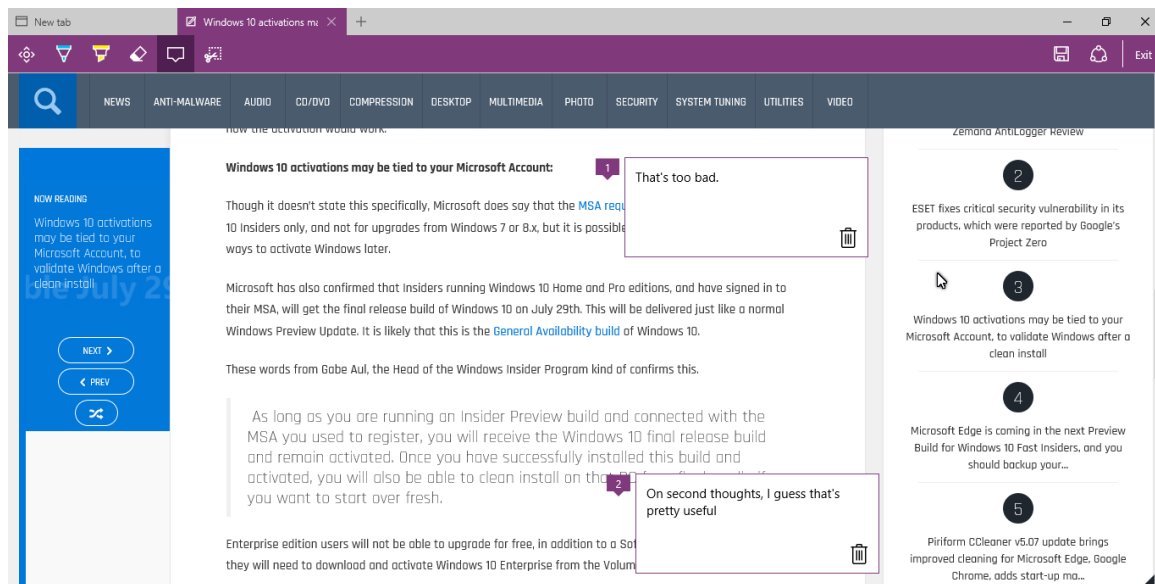 New tab
Windows 10 activations ma
Exit
NEWS
ANTI-MALWARE
AUDIO
CD/DVD
COMPRESSION
DESKTOP
MULTIMEDIA
PHOTO
SECURITY
SYSTEM TUNING
UTILITIES
VIDEO
NOW READING
Windows 10 activations
may be tied to your
Microsoft Account, to
validate Windows after a
clean install
ble July 29
NEXT >
< PREV
how the activation would work.
Windows 10 activations may be tied to your Microsoft Account:
Though it doesn't state this specifically, Microsoft does say that the MSA requ
10 Insiders only, and not for upgrades from Windows 7 or 8.x, but it is possible
ways to activate Windows later.
1
That's too bad.
Microsoft has also confirmed that Insiders running Windows 10 Home and Pro editions, and have signed in to
their MSA, will get the final release build of Windows 10 on July 29th. This will be delivered just like a normal
Windows Preview Update. It is likely that this is the General Availability build of Windows 10.
These words from Gabe Aul, the Head of the Windows Insider Program kind of confirms this.
As long as you are running an Insider Preview build and connected with the
MSA you used to register, you will receive the Windows 10 final release build
and remain activated. Once you have successfully installed this build and
activated, you will also be able to clean install on that
you want to start over fresh.
2
On second thoughts, I guess that's
pretty useful
Enterprise edition users will not be able to upgrade for free, in addition to a Sof
they will need to download and activate Windows 10 Enterprise from the Volum
Zemana AntiLogger Review
2
ESET fixes critical security vulnerability in its
products, which were reported by Google's
Project Zero
3
Windows 10 activations may be tied to your
Microsoft Account, to validate Windows after a
clean install
4
Microsoft Edge is coming in the next Preview
Build for Windows 10 Fast Insiders, and you
should backup your...
5
Piriform CCleaner v5.07 update brings
improved cleaning for Microsoft Edge, Google
Chrome, adds start-up ma...